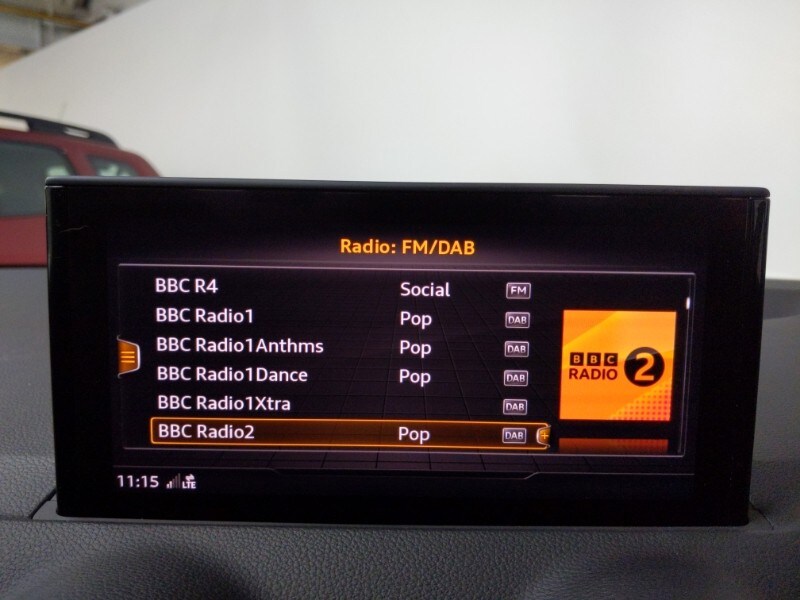 Radio: FM/DAB
BBC R4 Social FM
BBC Radio1 Pop DAB
BBC Radio1Anthms Pop DAB
BBC Radio1Dance Pop DAB
BBC Radio1Xtra DAB
BBC Radio2 Pop DAB +
BBC
RADIO 2
11:15 LTE